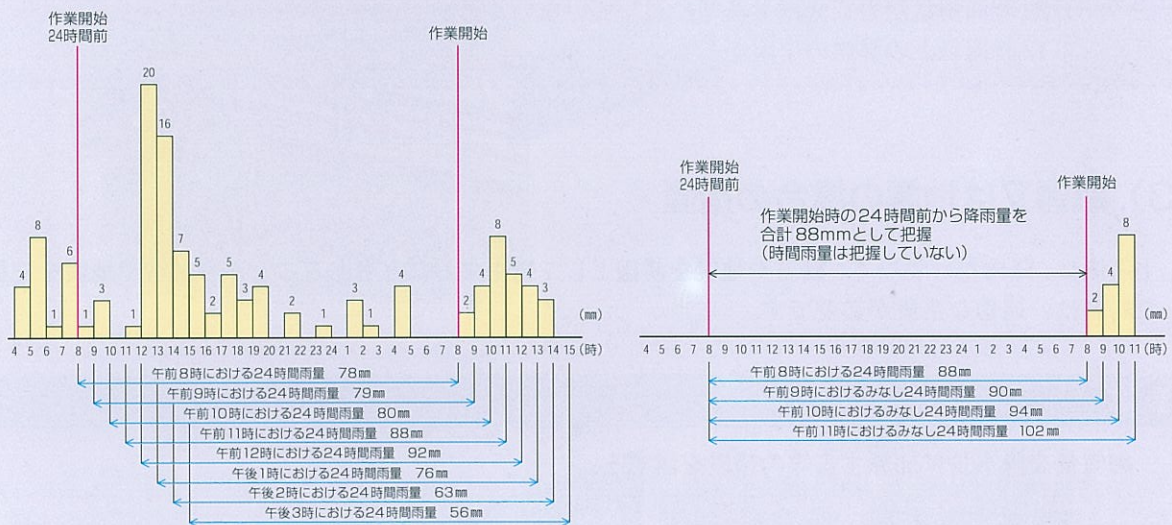 作業開始
24時間前
作業開始
20
16
8
8
7
6
5
5
5
4
4
4
4
4
3
3
3
3
2
2
2
1
1
1
1
1
(mm)
4 5 6 7 8 9 10 11 12 13 14 15 16 17 18 19 20 21 22 23 24 1 2 3 4 5 6 7 8 9 10 11 12 13 14 15 (時)
午前8時における24時間雨量 78mm
午前9時における24時間雨量 79mm
午前10時における24時間雨量 80mm
午前11時における24時間雨量 88mm
午前12時における24時間雨量 92mm
午後1時における24時間雨量 76mm
午後2時における24時間雨量 63mm
午後3時における24時間雨量 56mm
作業開始
24時間前
作業開始
作業開始時の24時間前から降雨量を
合計88mmとして把握
(時間雨量は把握していない)
8
4
2
(mm)
4 5 6 7 8 9 10 11 12 13 14 15 16 17 18 19 20 21 22 23 24 1 2 3 4 5 6 7 8 9 10 11 (時)
午前8時における24時間雨量 88mm
午前9時におけるみなし24時間雨量 90mm
午前10時におけるみなし24時間雨量 94mm
午前11時におけるみなし24時間雨量 102mm